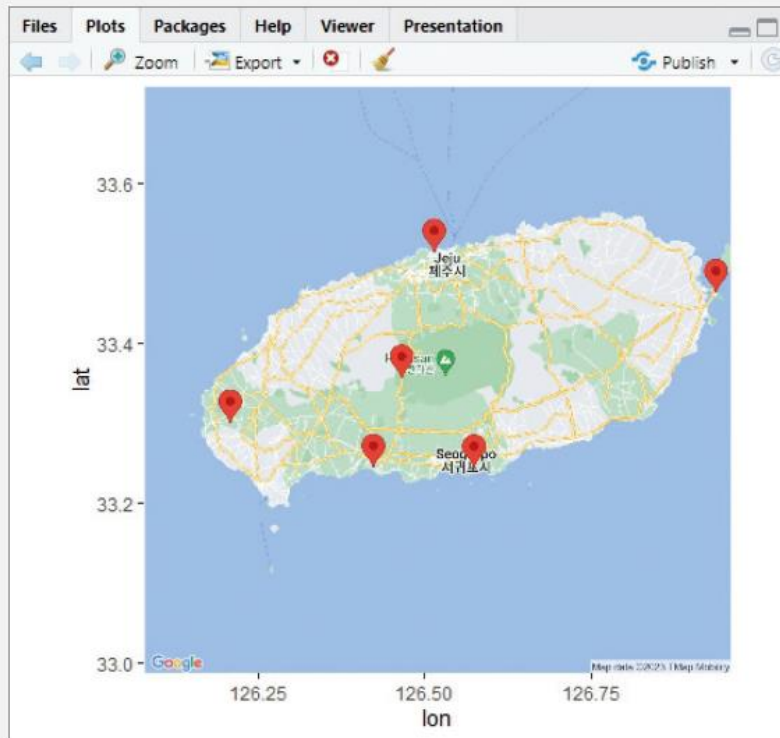 Files Plots Packages Help Viewer Presentation
Zoom Export Publish
33.6
Jeju
제주시
33.4
lat
33.2
서귀포시
33.0
Google
Map data ©2023 TMap Mobility
126.25 126.50 126.75
lon